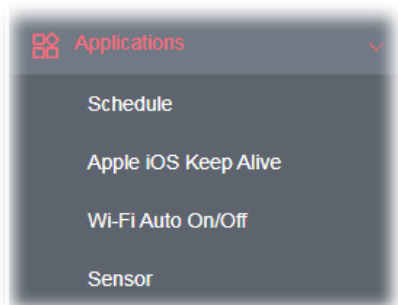 Applications
Schedule
Apple iOS Keep Alive
Wi-Fi Auto On/Off
Sensor